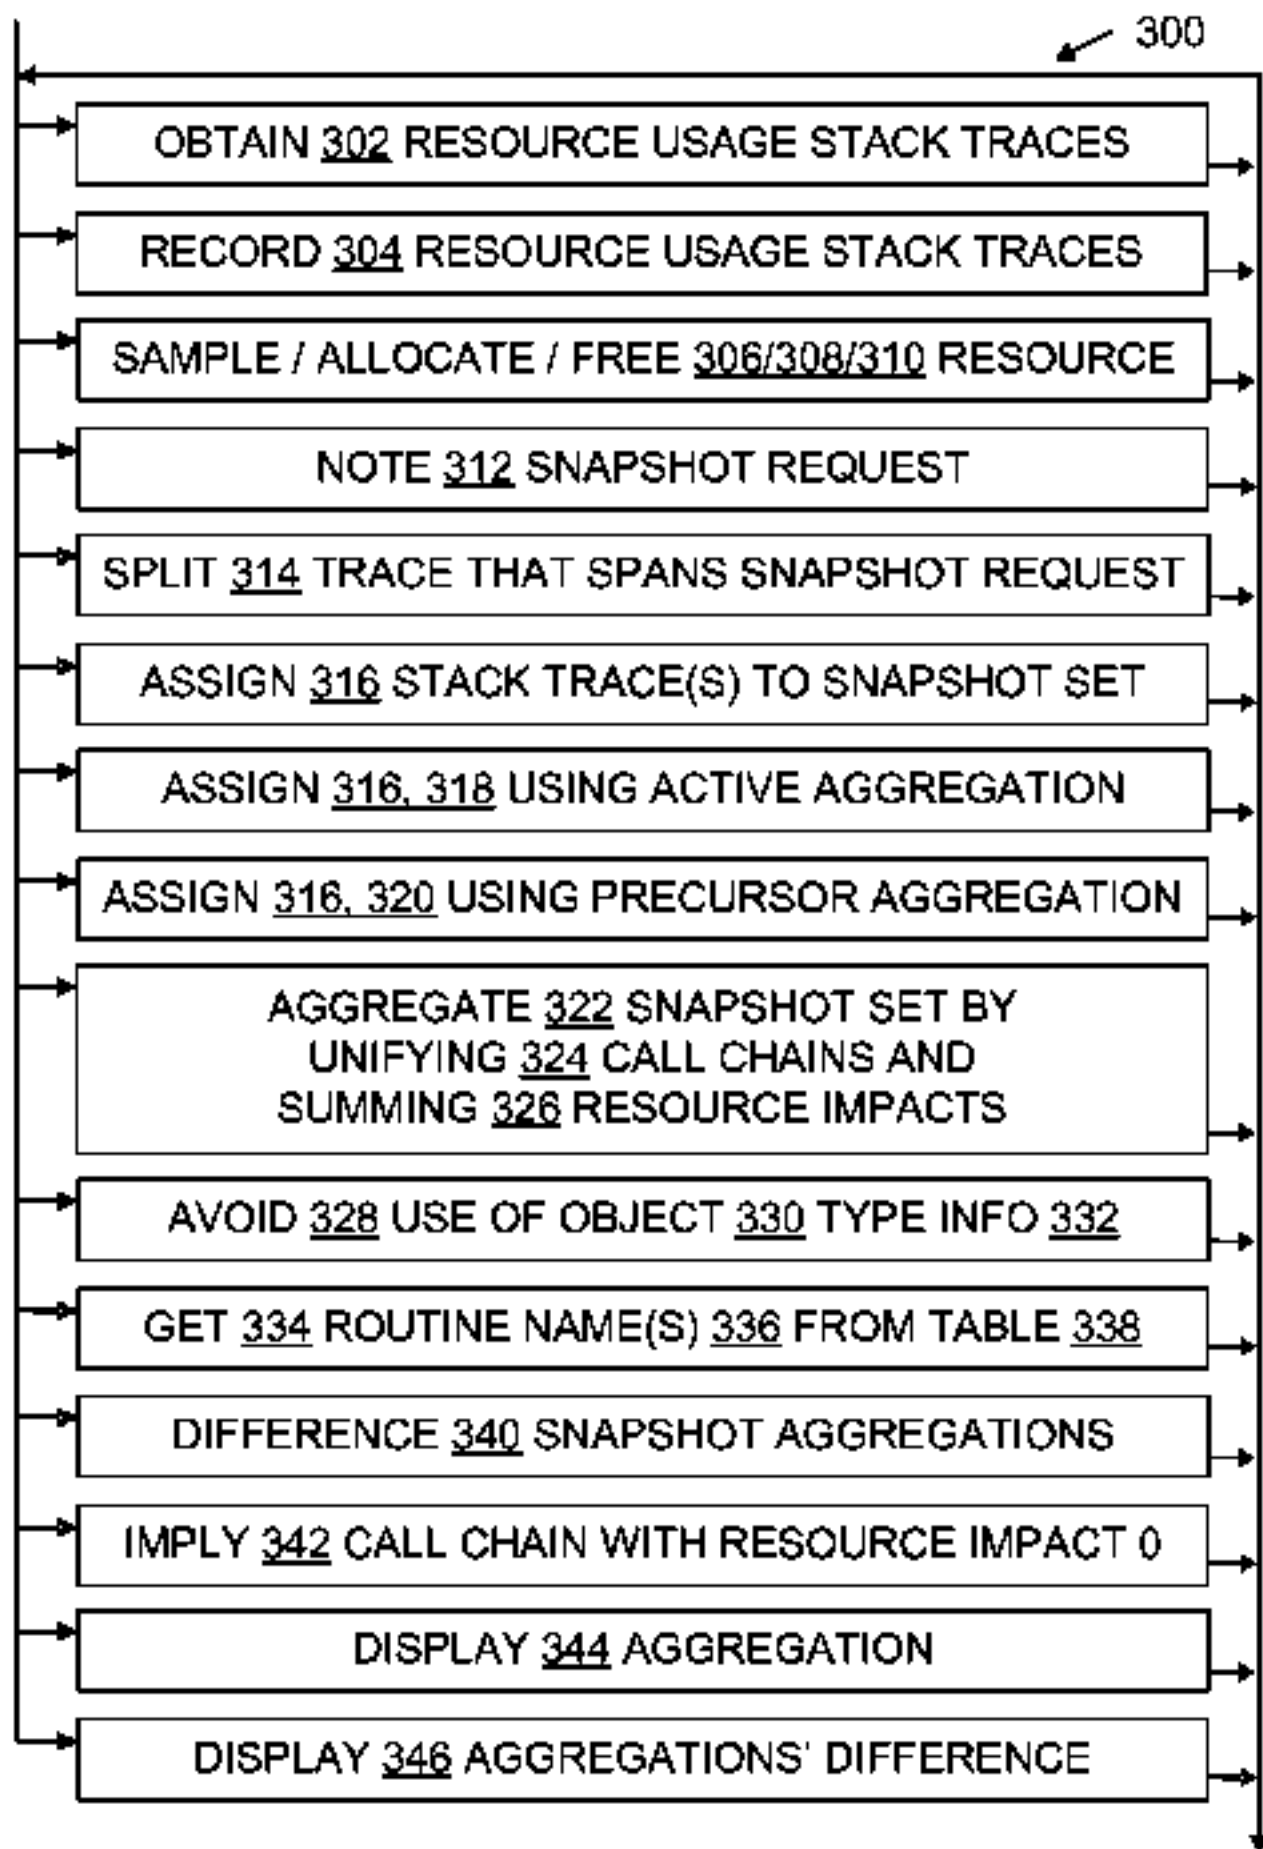 300
OBTAIN 302 RESOURCE USAGE STACK TRACES
RECORD 304 RESOURCE USAGE STACK TRACES
SAMPLE / ALLOCATE / FREE 306/308/310 RESOURCE
NOTE 312 SNAPSHOT REQUEST
SPLIT 314 TRACE THAT SPANS SNAPSHOT REQUEST
ASSIGN 316 STACK TRACE(S) TO SNAPSHOT SET
ASSIGN 316, 318 USING ACTIVE AGGREGATION
ASSIGN 316, 320 USING PRECURSOR AGGREGATION
AGGREGATE 322 SNAPSHOT SET BY
UNIFYING 324 CALL CHAINS AND
SUMMING 326 RESOURCE IMPACTS
AVOID 328 USE OF OBJECT 330 TYPE INFO 332
GET 334 ROUTINE NAME(S) 336 FROM TABLE 338
DIFFERENCE 340 SNAPSHOT AGGREGATIONS
IMPLY 342 CALL CHAIN WITH RESOURCE IMPACT 0
DISPLAY 344 AGGREGATION
DISPLAY 346 AGGREGATIONS' DIFFERENCE